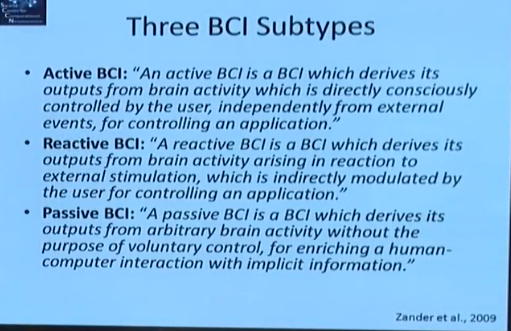 Three BCI Subtypes
• Active BCI: “An active BCI is a BCI which derives its
outputs from brain activity which is directly consciously
controlled by the user, independently from external
events, for controlling an application.”
• Reactive BCI: “A reactive BCI is a BCI which derives its
outputs from brain activity arising in reaction to
external stimulation, which is indirectly modulated by
the user for controlling an application.”
• Passive BCI: “A passive BCI is a BCI which derives its
outputs from arbitrary brain activity without the
purpose of voluntary control, for enriching a human-
computer interaction with implicit information.”
Zander et al., 2009